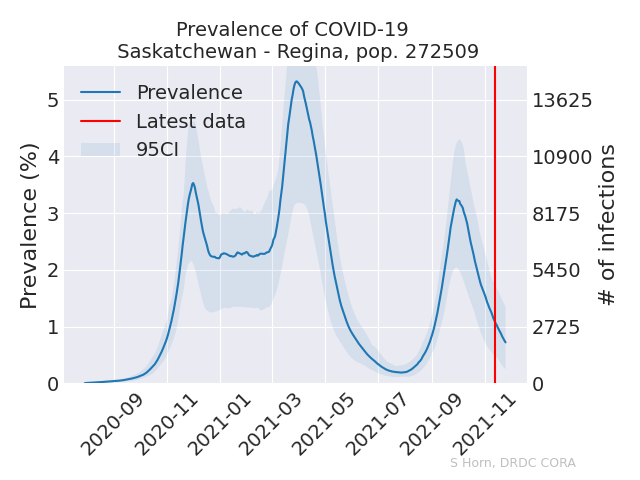 Prevalence of COVID-19
Saskatchewan - Regina, pop. 272509
Prevalence
Latest data
95CI
Prevalence (%)
5
4
3
2
1
0
# of infections
13625
10900
8175
5450
2725
0
2020-09
2020-11
2021-01
2021-03
2021-05
2021-07
2021-09
2021-11
S Horn, DRDC CORA